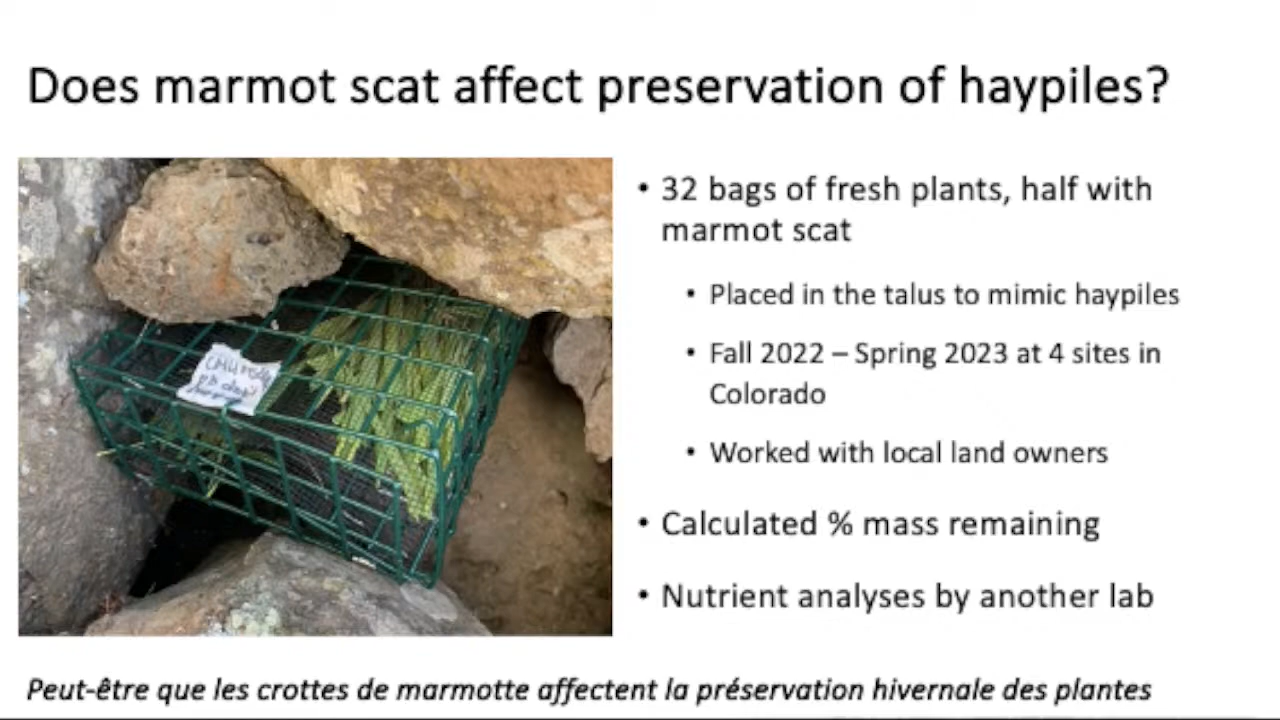 Does marmot scat affect preservation of haypiles?
• 32 bags of fresh plants, half with
marmot scat
• Placed in the talus to mimic haypiles
• Fall 2022 – Spring 2023 at 4 sites in
Colorado
• Worked with local land owners
• Calculated % mass remaining
• Nutrient analyses by another lab
Peut-être que les crottes de marmotte affectent la préservation hivernale des plantes